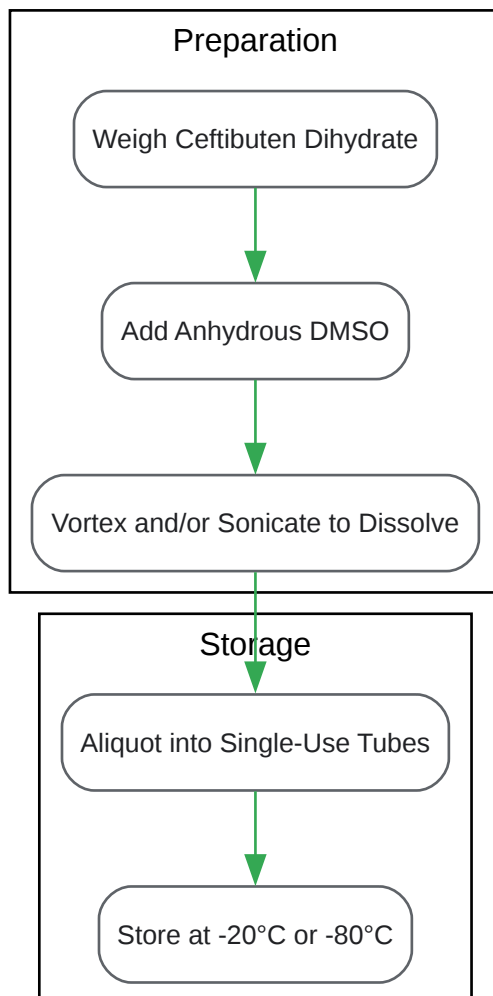 Preparation
Weigh Ceftibuten Dihydrate
Add Anhydrous DMSO
Vortex and/or Sonicate to Dissolve
Storage
Aliquot into Single-Use Tubes
Store at -20°C or -80°C